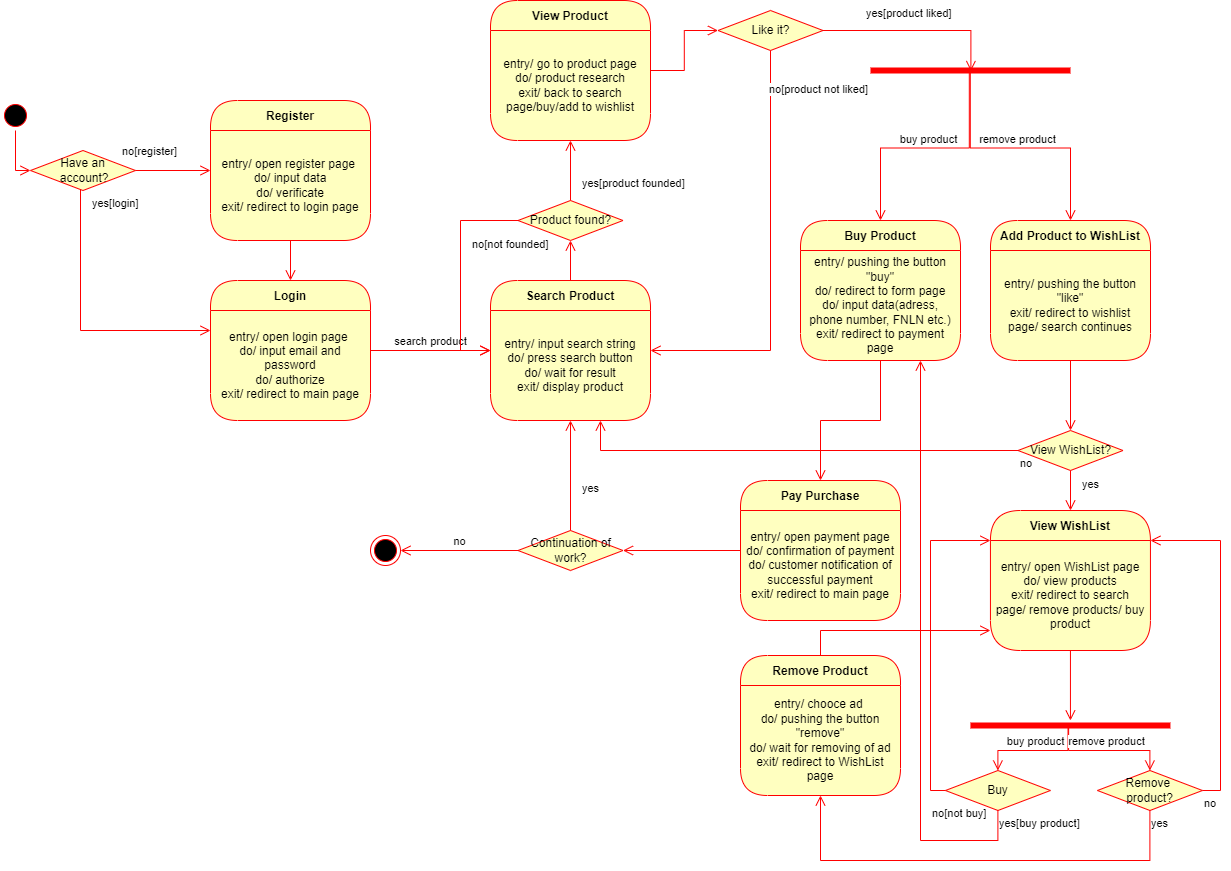 View Product
entry/ go to product page
do/ product research
exit/ back to search
page/buy/add to wishlist
Like it?
yes[product liked]
no[product not liked]
Register
entry/ open register page
do/ input data
do/ verificate
exit/ redirect to login page
Have an
account?
no[register]
yes[login]
yes[product founded]
Product found?
no[not founded]
buy product
remove product
Login
entry/ open login page
do/ input email and
password
do/ authorize
exit/ redirect to main page
search product
Search Product
entry/ input search string
do/ press search button
do/ wait for result
exit/ display product
Buy Product
entry/ pushing the button
"buy"
do/ redirect to form page
do/ input data(adress,
phone number, FNLN etc.)
exit/ redirect to payment
page
Add Product to WishList
entry/ pushing the button
"like"
exit/ redirect to wishlist
page/ search continues
View WishList?
no
yes
yes
Continuation of
work?
no
Pay Purchase
entry/ open payment page
do/ confirmation of payment
do/ customer notification of
successful payment
exit/ redirect to main page
View WishList
entry/ open WishList page
do/ view products
exit/ redirect to search
page/ remove products/ buy
product
Remove Product
entry/ chooce ad
do/ pushing the button
"remove"
do/ wait for removing of ad
exit/ redirect to WishList
page
buy product
remove product
Buy
Remove
product?
no[not buy]
yes[buy product]
yes
no